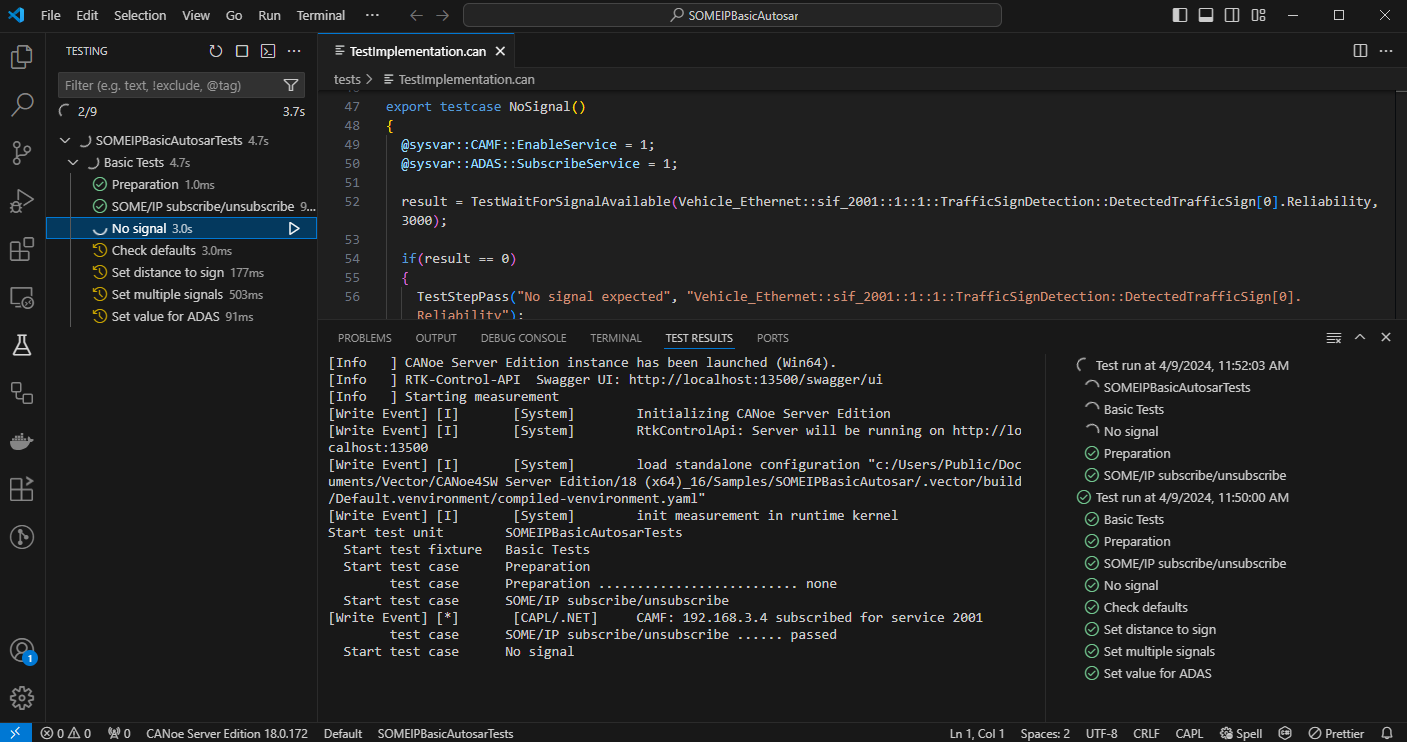 File Edit Selection View Go Run Terminal ···
SOMEIPBasicAutosar
TESTING
Filter (e.g. text, !exclude, @tag)
2/9 3.7s
SOMEIPBasicAutosarTests 4.7s
Basic Tests 4.7s
Preparation 1.0ms
SOME/IP subscribe/unsubscribe 9...
No signal 3.0s
Check defaults 3.0ms
Set distance to sign 177ms
Set multiple signals 503ms
Set value for ADAS 91ms
TestImplementation.can
tests > TestImplementation.can
47 export testcase NoSignal()
48 {
49 @sysvar::CAMF::EnableService = 1;
50 @sysvar::ADAS::SubscribeService = 1;
51
52 result = TestWaitForSignalAvailable(Vehicle_Ethernet::sif_2001::1::1::TrafficSignDetection::DetectedTrafficSign[0].Reliability,
3000);
53
54 if(result == 0)
55 {
56 TestStepPass("No signal expected", "Vehicle_Ethernet::sif_2001::1::1::TrafficSignDetection::DetectedTrafficSign[0].
Reliability");
PROBLEMS OUTPUT DEBUG CONSOLE TERMINAL TEST RESULTS PORTS
[Info   ] CANoe Server Edition instance has been launched (Win64).
[Info   ] RTK-Control-API  Swagger UI: http://localhost:13500/swagger/ui
[Info   ] Starting measurement
[Write Event] [I]       [System]        Initializing CANoe Server Edition
[Write Event] [I]       [System]        RtkControlApi: Server will be running on http://lo
calhost:13500
[Write Event] [I]       [System]        load standalone configuration "c:/Users/Public/Doc
uments/Vector/CANoe4SW Server Edition/18 (x64)_16/Samples/SOMEIPBasicAutosar/.vector/build
/Default.venvironment/compiled-venvironment.yaml"
[Write Event] [I]       [System]        init measurement in runtime kernel
Start test unit        SOMEIPBasicAutosarTests
Start test fixture   Basic Tests
Start test case      Preparation
test case      Preparation .......................... none
Start test case      SOME/IP subscribe/unsubscribe
[Write Event] [*]       [CAPL/.NET]     CAMF: 192.168.3.4 subscribed for service 2001
test case      SOME/IP subscribe/unsubscribe ...... passed
Start test case      No signal
Test run at 4/9/2024, 11:52:03 AM
SOMEIPBasicAutosarTests
Basic Tests
No signal
Preparation
SOME/IP subscribe/unsubscribe
Test run at 4/9/2024, 11:50:00 AM
Basic Tests
Preparation
SOME/IP subscribe/unsubscribe
No signal
Check defaults
Set distance to sign
Set multiple signals
Set value for ADAS
1
0 0 0 CANoe Server Edition 18.0.172 Default SOMEIPBasicAutosarTests
Ln 1, Col 1 Spaces: 2 UTF-8 CRLF CAPL Spell Prettier